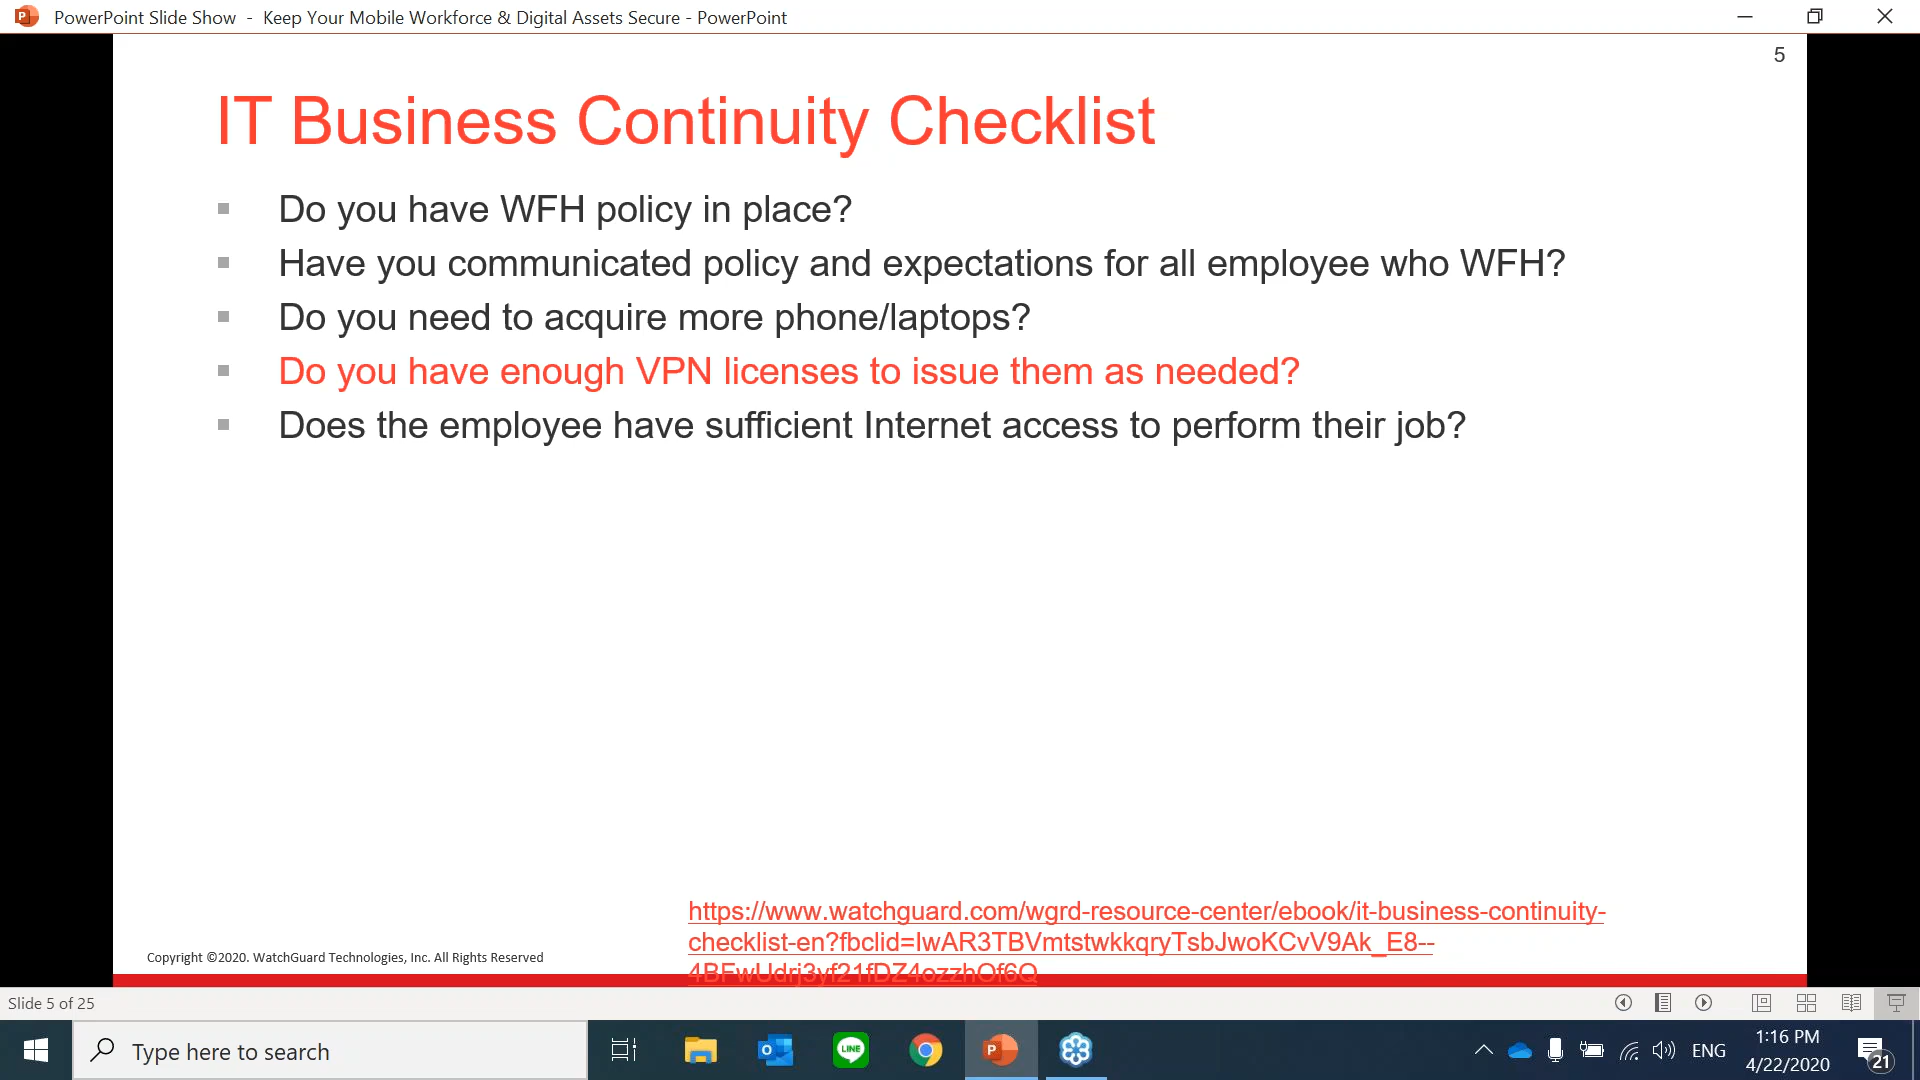 PowerPoint Slide Show - Keep Your Mobile Workforce & Digital Assets Secure - PowerPoint
5
IT Business Continuity Checklist
Do you have WFH policy in place?
Have you communicated policy and expectations for all employee who WFH?
Do you need to acquire more phone/laptops?
Do you have enough VPN licenses to issue them as needed?
Does the employee have sufficient Internet access to perform their job?
https://www.watchguard.com/wgrd-resource-center/ebook/it-business-continuity-
checklist-en?fbclid=IwAR3TBVmtstwkkqryTsbJwoKCvV9Ak_E8--
4BFwUdrj3yf21fDZ4ozzhOf6Q
Copyright ©2020. WatchGuard Technologies, Inc. All Rights Reserved
Slide 5 of 25
Type here to search
LINE
ENG
1:16 PM
4/22/2020
21